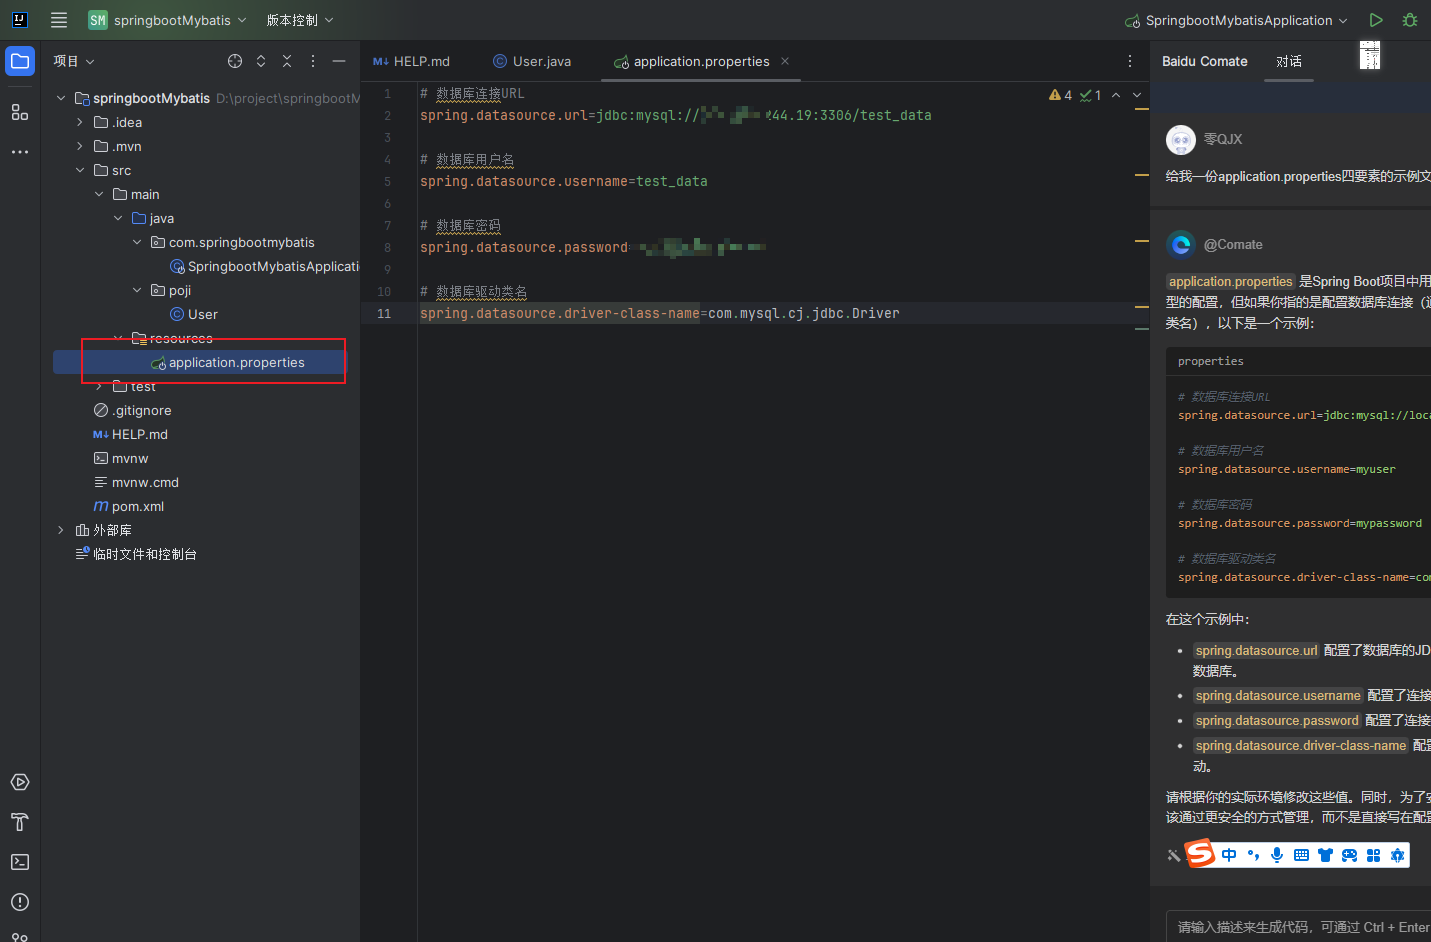 SM springbootMybatis 版本控制 SpringbootMybatisApplication
项目
springbootMybatis D:\project\springbootM
.idea
.mvn
src
main
java
com.springbootmybatis
SpringbootMybatisApplicati
poji
User
resources
application.properties
test
.gitignore
M↓ HELP.md
mvnw
mvnw.cmd
m pom.xml
外部库
临时文件和控制台
M↓ HELP.md
User.java
application.properties
4 1
1 # 数据库连接URL
2 spring.datasource.url=jdbc:mysql:// 44.19:3306/test_data
3
4 # 数据库用户名
5 spring.datasource.username=test_data
6
7 # 数据库密码
8 spring.datasource.password
9
10 # 数据库驱动类名
11 spring.datasource.driver-class-name=com.mysql.cj.jdbc.Driver
Baidu Comate 对话
零QJX
给我一份application.properties四要素的示例文
@Comate
application.properties 是Spring Boot项目中用
型的配置，但如果你指的是配置数据库连接（
类名），以下是一个示例：
properties
# 数据库连接URL
spring.datasource.url=jdbc:mysql://loca
# 数据库用户名
spring.datasource.username=myuser
# 数据库密码
spring.datasource.password=mypassword
# 数据库驱动类名
spring.datasource.driver-class-name=com
在这个示例中：
spring.datasource.url 配置了数据库的JD
数据库。
spring.datasource.username 配置了连接
spring.datasource.password 配置了连接
spring.datasource.driver-class-name 配置
动。
请根据你的实际环境修改这些值。同时，为了安
该通过更安全的方式管理，而不是直接写在配置
中
请输入描述来生成代码，可通过 Ctrl + Enter